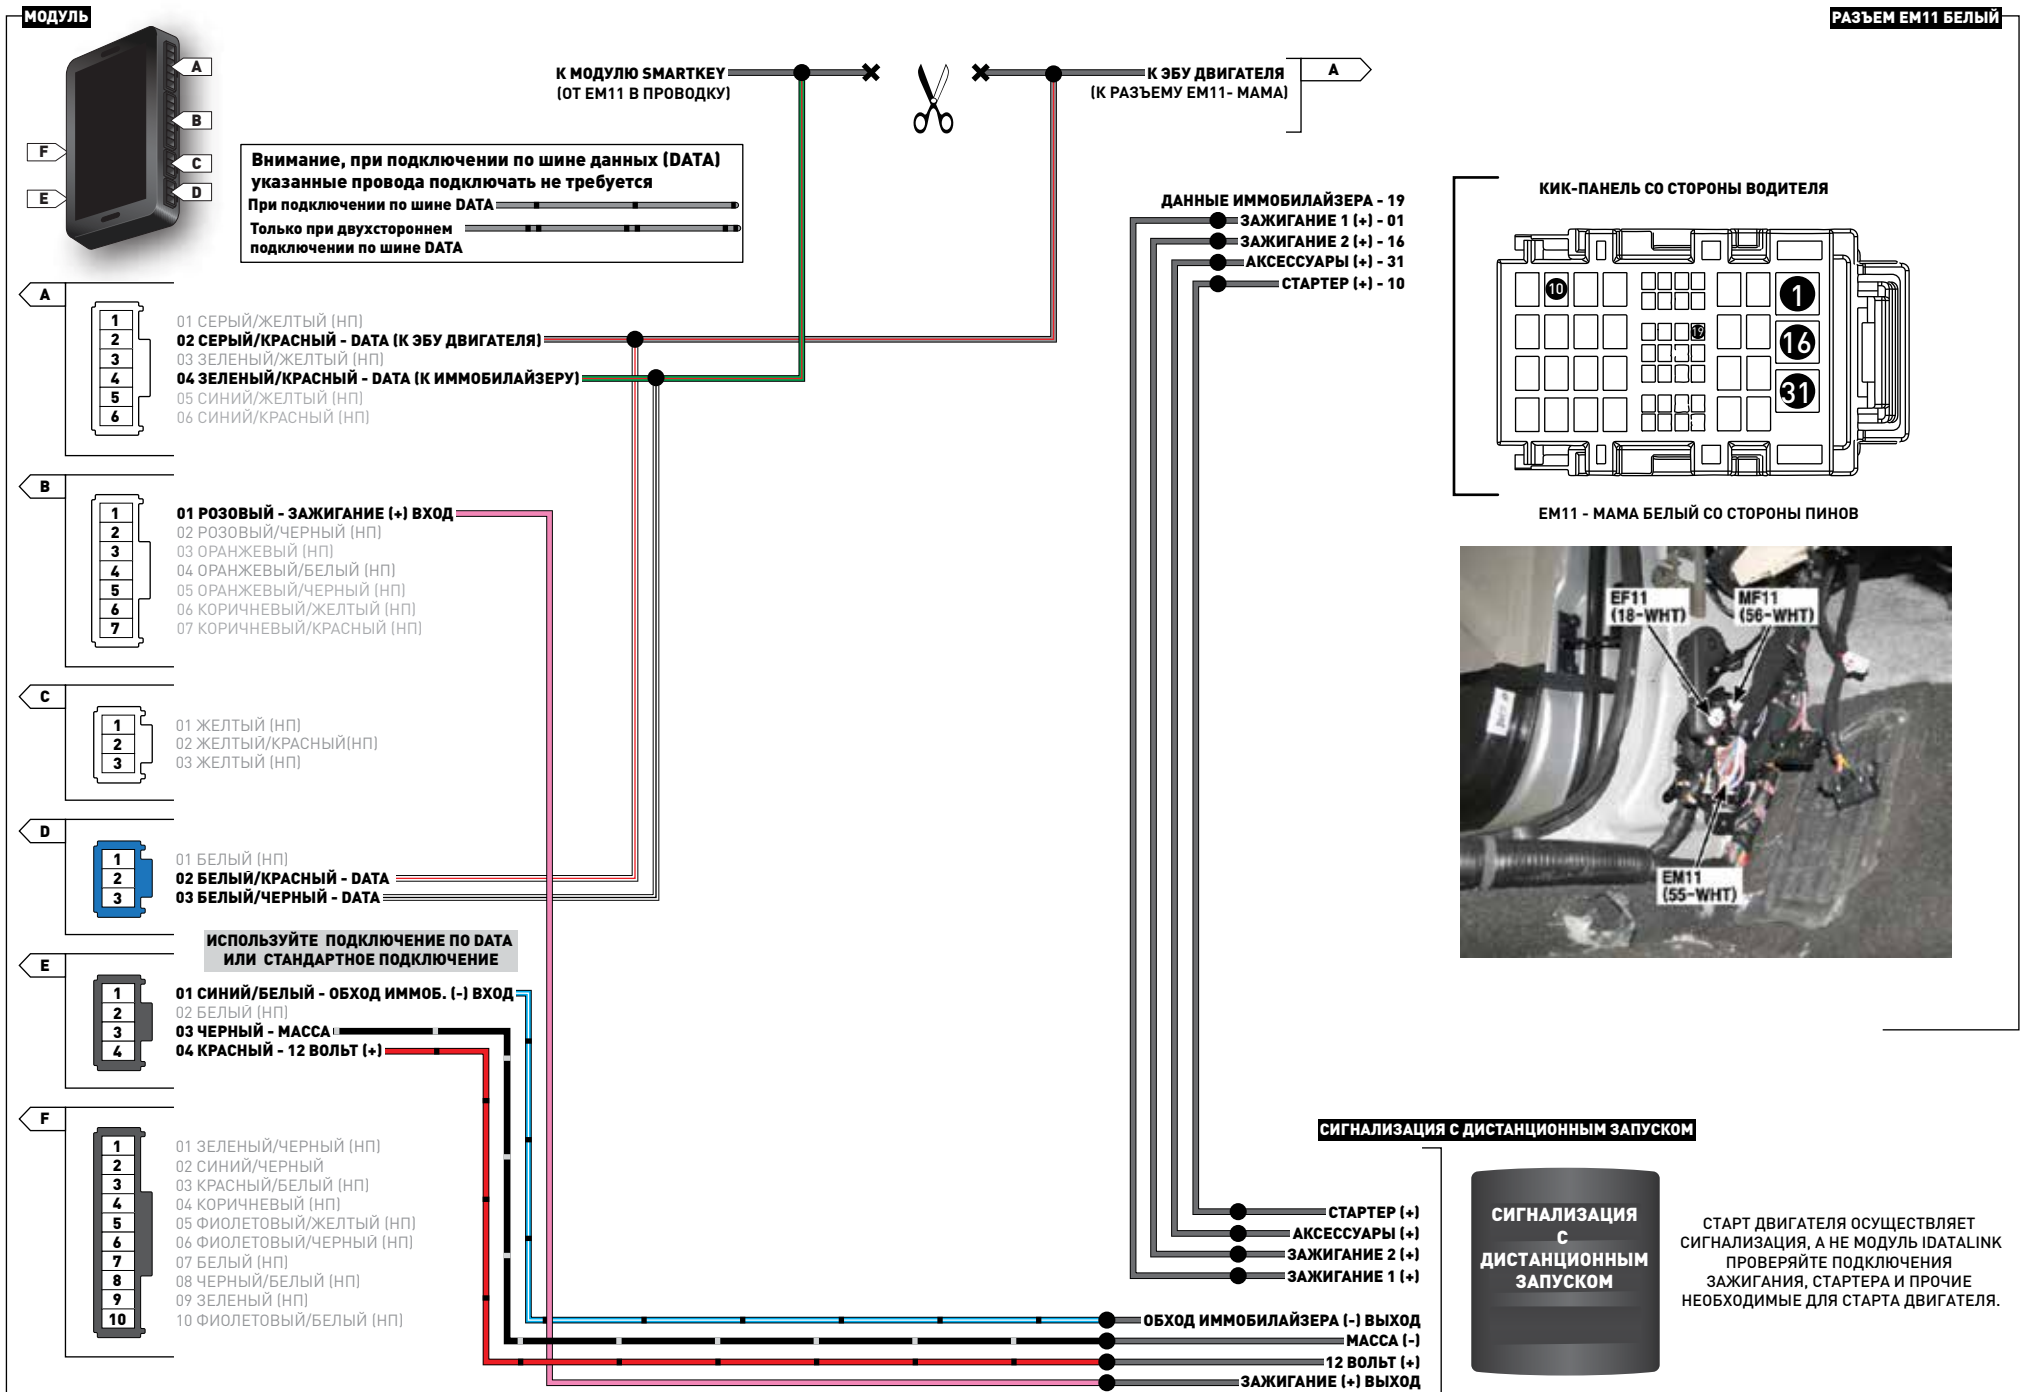 МОДУЛЬ
РАЗЪЕМ EM11 БЕЛЫЙ
A
B
C
D
F
E
К МОДУЛЮ SMARTKEY
(ОТ EM11 В ПРОВОДКУ)
К ЭБУ ДВИГАТЕЛЯ
(К РАЗЪЕМУ EM11- МАМА)
A
Внимание, при подключении по шине данных (DATA)
указанные провода подключать не требуется
При подключении по шине DATA
Только при двухстороннем
подключении по шине DATA
ДАННЫЕ ИММОБИЛАЙЗЕРА - 19
ЗАЖИГАНИЕ 1 (+) - 01
ЗАЖИГАНИЕ 2 (+) - 16
АКСЕССУАРЫ (+) - 31
СТАРТЕР (+) - 10
КИК-ПАНЕЛЬ СО СТОРОНЫ ВОДИТЕЛЯ
10
19
1
16
31
EM11 - МАМА БЕЛЫЙ СО СТОРОНЫ ПИНОВ
EF11
(18-WHT)
MF11
(56-WHT)
EM11
(55-WHT)
A
1 01 СЕРЫЙ/ЖЕЛТЫЙ (НП)
2 02 СЕРЫЙ/КРАСНЫЙ - DATA (К ЭБУ ДВИГАТЕЛЯ)
3 03 ЗЕЛЕНЫЙ/ЖЕЛТЫЙ (НП)
4 04 ЗЕЛЕНЫЙ/КРАСНЫЙ - DATA (К ИММОБИЛАЙЗЕРУ)
5 05 СИНИЙ/ЖЕЛТЫЙ (НП)
6 06 СИНИЙ/КРАСНЫЙ (НП)
B
1 01 РОЗОВЫЙ - ЗАЖИГАНИЕ (+) ВХОД
2 02 РОЗОВЫЙ/ЧЕРНЫЙ (НП)
3 03 ОРАНЖЕВЫЙ (НП)
4 04 ОРАНЖЕВЫЙ/БЕЛЫЙ (НП)
5 05 ОРАНЖЕВЫЙ/ЧЕРНЫЙ (НП)
6 06 КОРИЧНЕВЫЙ/ЖЕЛТЫЙ (НП)
7 07 КОРИЧНЕВЫЙ/КРАСНЫЙ (НП)
C
1 01 ЖЕЛТЫЙ (НП)
2 02 ЖЕЛТЫЙ/КРАСНЫЙ(НП)
3 03 ЖЕЛТЫЙ (НП)
D
1 01 БЕЛЫЙ (НП)
2 02 БЕЛЫЙ/КРАСНЫЙ - DATA
3 03 БЕЛЫЙ/ЧЕРНЫЙ - DATA
ИСПОЛЬЗУЙТЕ ПОДКЛЮЧЕНИЕ ПО DATA
ИЛИ СТАНДАРТНОЕ ПОДКЛЮЧЕНИЕ
E
1 01 СИНИЙ/БЕЛЫЙ - ОБХОД ИММОБ. (-) ВХОД
2 02 БЕЛЫЙ (НП)
3 03 ЧЕРНЫЙ - МАССА
4 04 КРАСНЫЙ - 12 ВОЛЬТ (+)
F
1 01 ЗЕЛЕНЫЙ/ЧЕРНЫЙ (НП)
2 02 СИНИЙ/ЧЕРНЫЙ
3 03 КРАСНЫЙ/БЕЛЫЙ (НП)
4 04 КОРИЧНЕВЫЙ (НП)
5 05 ФИОЛЕТОВЫЙ/ЖЕЛТЫЙ (НП)
6 06 ФИОЛЕТОВЫЙ/ЧЕРНЫЙ (НП)
7 07 БЕЛЫЙ (НП)
8 08 ЧЕРНЫЙ/БЕЛЫЙ (НП)
9 09 ЗЕЛЕНЫЙ (НП)
10 10 ФИОЛЕТОВЫЙ/БЕЛЫЙ (НП)
СИГНАЛИЗАЦИЯ С ДИСТАНЦИОННЫМ ЗАПУСКОМ
СТАРТЕР (+)
АКСЕССУАРЫ (+)
ЗАЖИГАНИЕ 2 (+)
ЗАЖИГАНИЕ 1 (+)
ОБХОД ИММОБИЛАЙЗЕРА (-) ВЫХОД
МАССА (-)
12 ВОЛЬТ (+)
ЗАЖИГАНИЕ (+) ВЫХОД
СИГНАЛИЗАЦИЯ
С
ДИСТАНЦИОННЫМ
ЗАПУСКОМ
СТАРТ ДВИГАТЕЛЯ ОСУЩЕСТВЛЯЕТ
СИГНАЛИЗАЦИЯ, А НЕ МОДУЛЬ IDATALINK
ПРОВЕРЯЙТЕ ПОДКЛЮЧЕНИЯ
ЗАЖИГАНИЯ, СТАРТЕРА И ПРОЧИЕ
НЕОБХОДИМЫЕ ДЛЯ СТАРТА ДВИГАТЕЛЯ.